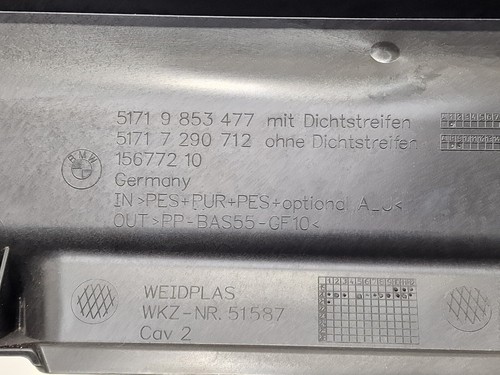 5171 9 853 477 mit Dichtstreifen
5171 7 290 712 ohne Dichtstreifen
BMW
156772 10
Germany
IN >PES+PUR+PES+optional A_J<
OUT >PP-BAS55-GF10<
WEIDPLAS
WKZ-NR. 51587
Cav 2